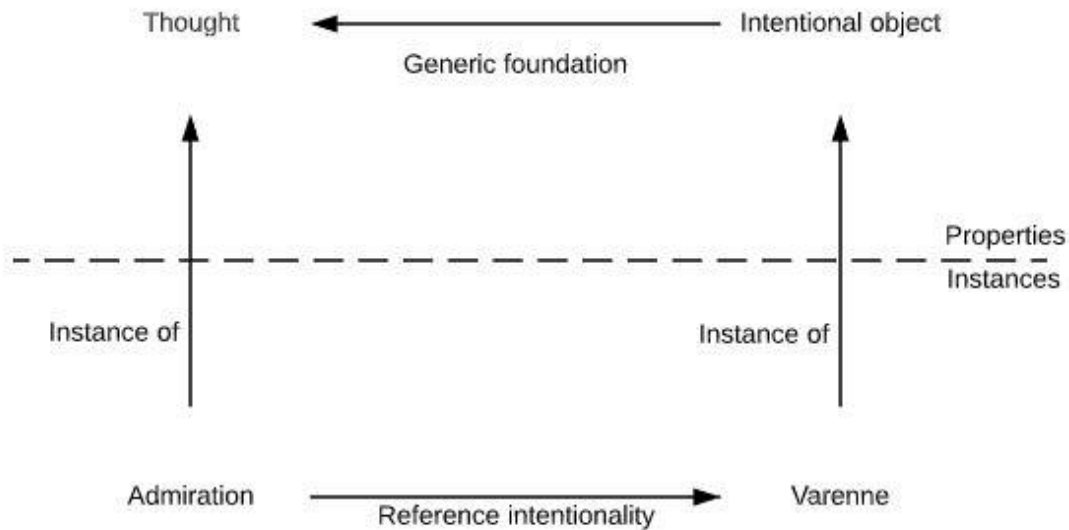 Thought
Intentional object
Generic foundation
Properties
Instances
Instance of
Instance of
Admiration
Varenne
Reference intentionality